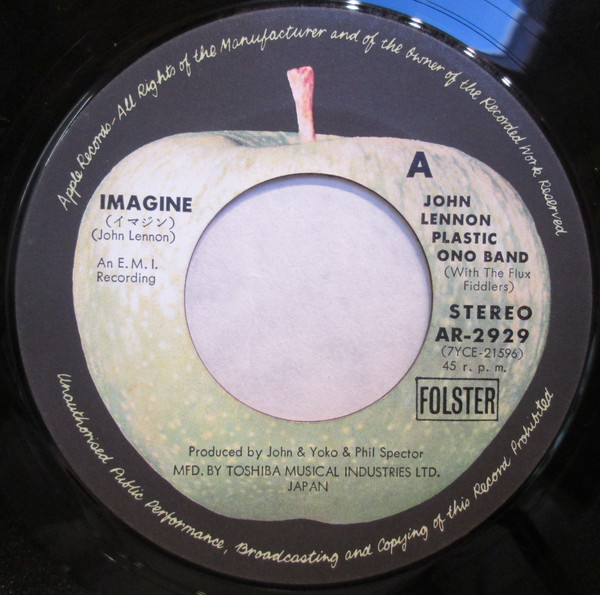 Apple Records-All Rights of the Manufacturer and of the Owner of the Recorded Work Reserved
A
IMAGINE
(イマジン)
(John Lennon)
An E.M.I.
Recording
JOHN
LENNON
PLASTIC
ONO BAND
(With The Flux
Fiddlers)
STEREO
AR-2929
(7YCE-21596)
45 r. p. m.
FOLSTER
Produced by John & Yoko & Phil Spector
MFD. BY TOSHIBA MUSICAL INDUSTRIES LTD.
JAPAN
Unauthorised Public Performance, Broadcasting and Copying of this Record Prohibited